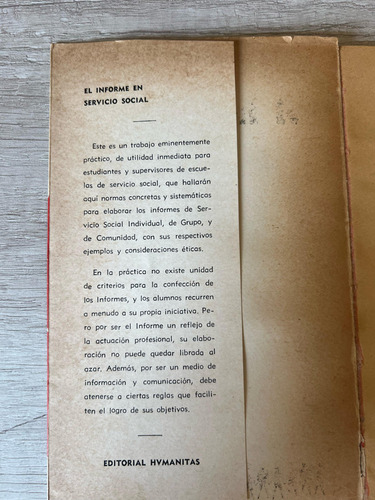 EL INFORME EN
SERVICIO SOCIAL
Este es un trabajo eminentemente
práctico, de utilidad inmediata para
estudiantes y supervisores de escue-
las de servicio social, que hallarán
aquí normas concretas y sistemáticas
para elaborar los informes de Ser-
vicio Social Individual, de Grupo, y
de Comunidad, con sus respectivos
ejemplos y consideraciones éticas.
En la práctica no existe unidad
de criterios para la confección de
los Informes, y los alumnos recurren
a menudo a su propia iniciativa. Pe-
ro por ser el Informe un reflejo de
la actuación profesional, su elabo-
ración no puede quedar librada al
azar. Además, por ser un medio de
información y comunicación, debe
atenerse a ciertas reglas que facili-
ten el logro de sus objetivos.
EDITORIAL HVMANITAS